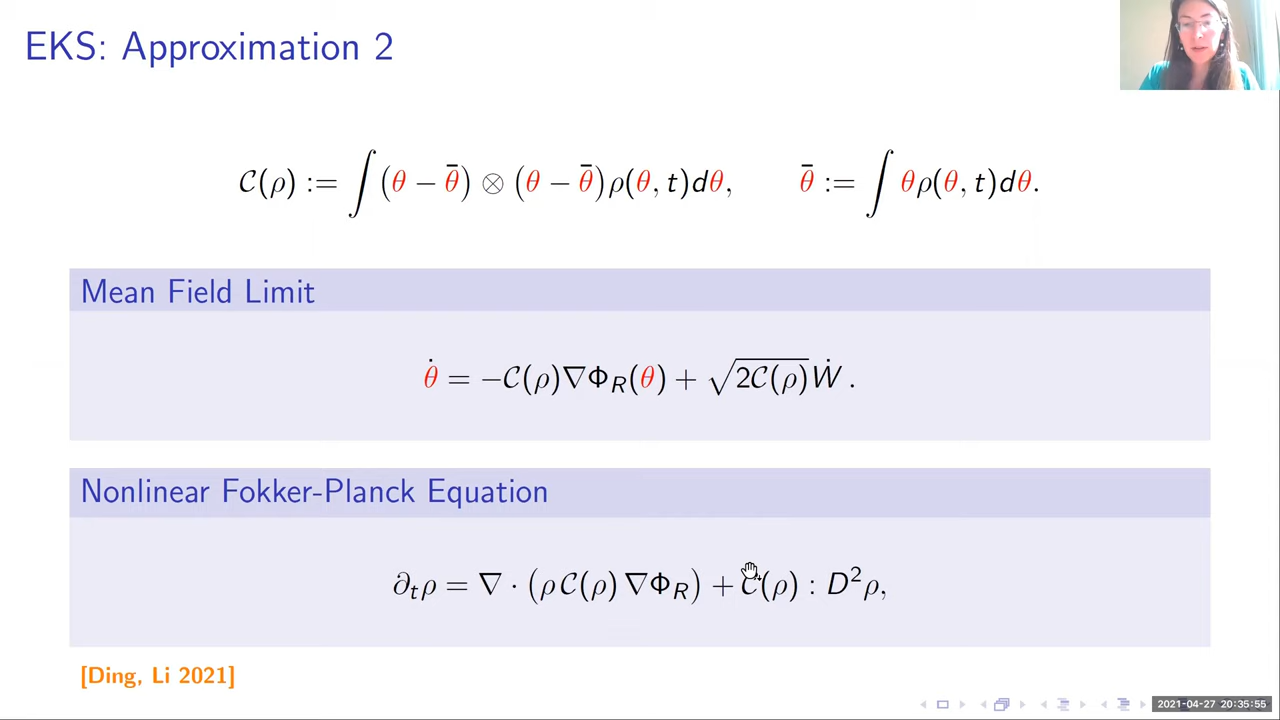 EKS: Approximation 2
𝒞(ρ) := ∫(θ − θ̄) ⊗ (θ − θ̄)ρ(θ, t)dθ, θ̄ := ∫θρ(θ, t)dθ.
Mean Field Limit
θ̇ = −𝒞(ρ)∇Φ_R(θ) + √(2𝒞(ρ))Ẇ .
Nonlinear Fokker-Planck Equation
∂_tρ = ∇ · (ρ 𝒞(ρ) ∇Φ_R) + 𝒞(ρ) : D²ρ,
[Ding, Li 2021]
2021-04-27 20:35:55